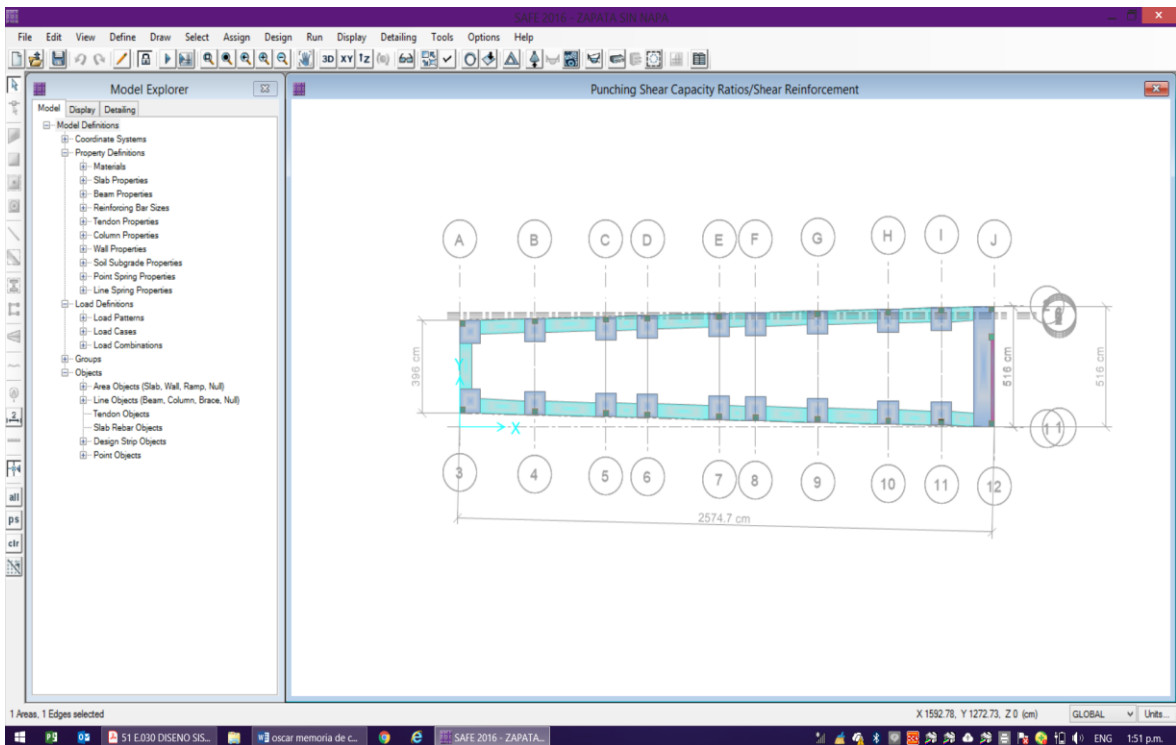 SAFE 2016 - ZAPATA SIN NAPA
File Edit View Define Draw Select Assign Design Run Display Detailing Tools Options Help
3D XY
Model Explorer
Punching Shear Capacity Ratios/Shear Reinforcement
Model Display Detailing
Model Definitions
Coordinate Systems
Property Definitions
Materials
Slab Properties
Beam Properties
Reinforcing Bar Sizes
Tendon Properties
Column Properties
Wall Properties
Soil Subgrade Properties
Point Spring Properties
Line Spring Properties
Load Definitions
Load Patterns
Load Cases
Load Combinations
Groups
Objects
Area Objects (Slab, Wall, Ramp, Null)
Line Objects (Beam, Column, Brace, Null)
Tendon Objects
Slab Rebar Objects
Design Strip Objects
Point Objects
all
ps
clr
A B C D E F G H I J
396 cm
516 cm
516 cm
Y
X
1 1
3 4 5 6 7 8 9 10 11 12
2574.7 cm
1 Areas, 1 Edges selected
X 1592.78, Y 1272.73, Z 0 (cm)
GLOBAL
Units...
51 E.030 DISENO SIS...
oscar memoria de c...
SAFE 2016 - ZAPATA...
ENG
1:51 p.m.